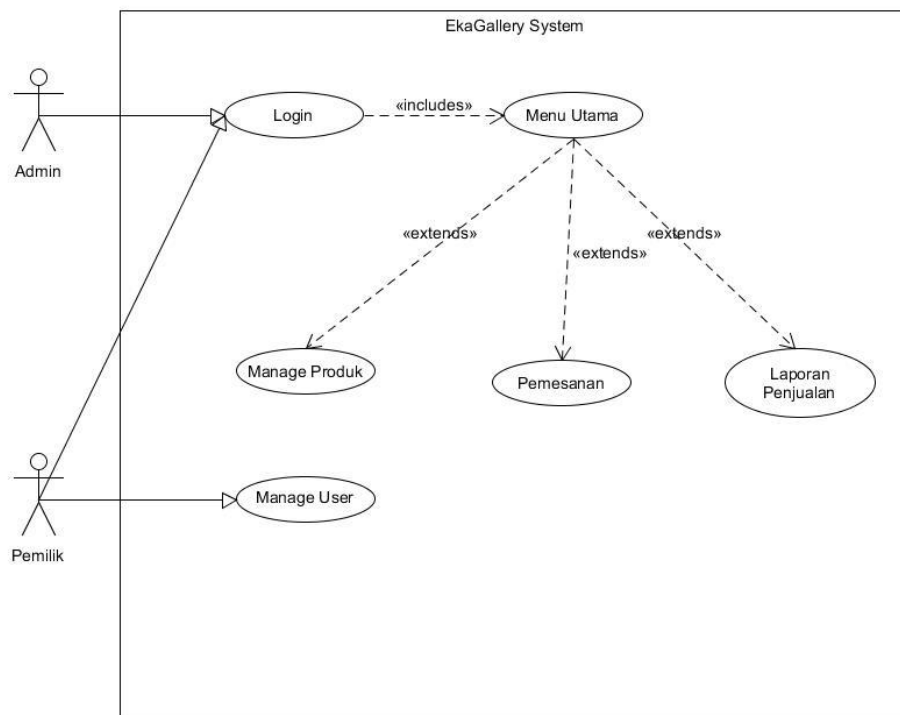 EkaGallery System
Admin
Login
«includes»
Menu Utama
«extends»
«extends»
«extends»
Manage Produk
Pemesanan
Laporan
Penjualan
Pemilik
Manage User